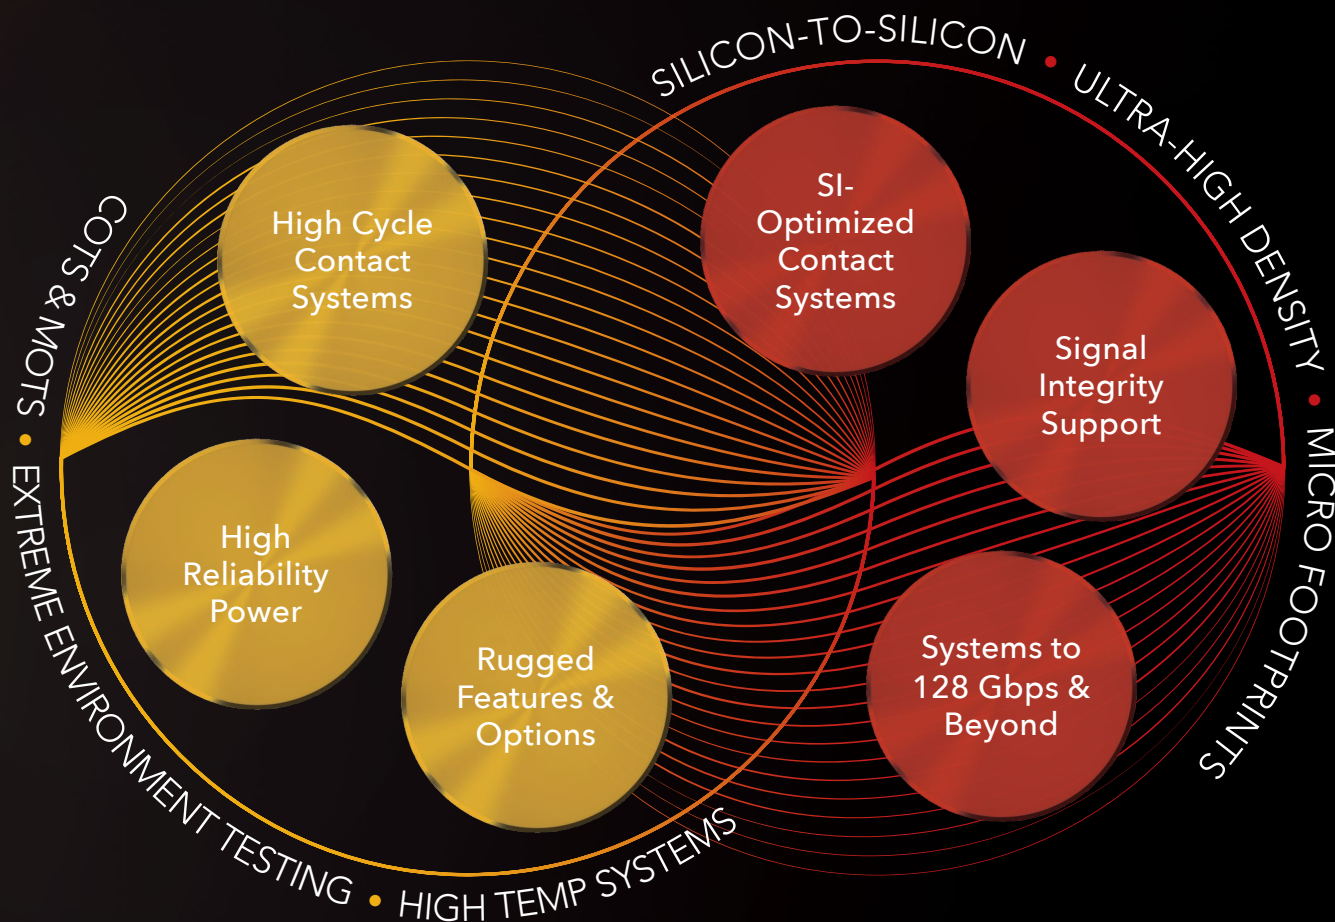 SILICON-TO-SILICON • ULTRA-HIGH DENSITY • MICRO FOOTPRINTS
COTS & MOTS • EXTREME ENVIRONMENT TESTING • HIGH TEMP SYSTEMS
High Cycle
Contact
Systems
High
Reliability
Power
Rugged
Features &
Options
SI-
Optimized
Contact
Systems
Signal
Integrity
Support
Systems to
128 Gbps &
Beyond